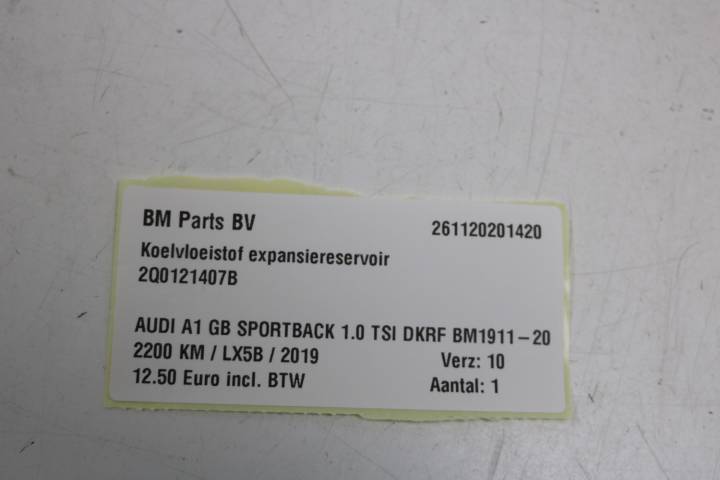 BM Parts BV 261120201420
Koelvloeistof expansiereservoir
2Q0121407B
AUDI A1 GB SPORTBACK 1.0 TSI DKRF BM1911-20
2200 KM / LX5B / 2019 Verz: 10
12.50 Euro incl. BTW Aantal: 1